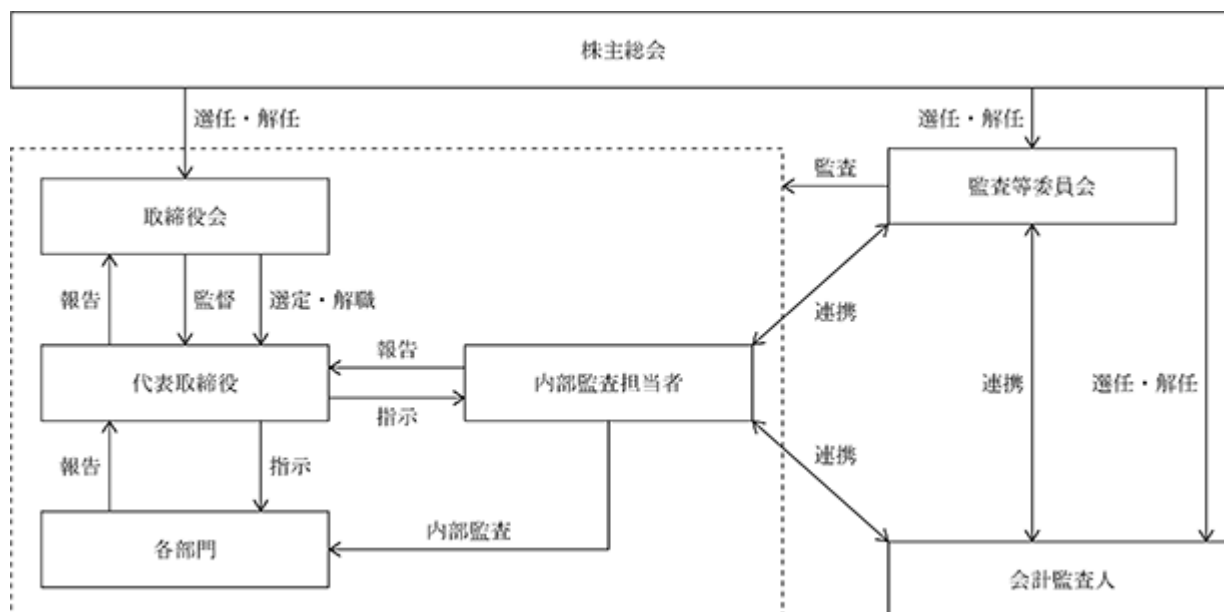 株主総会
選任・解任
選任・解任
監査
監査等委員会
取締役会
報告
監督
選定・解職
連携
代表取締役
報告
指示
内部監査担当者
連携
選任・解任
報告
指示
連携
内部監査
各部門
会計監査人